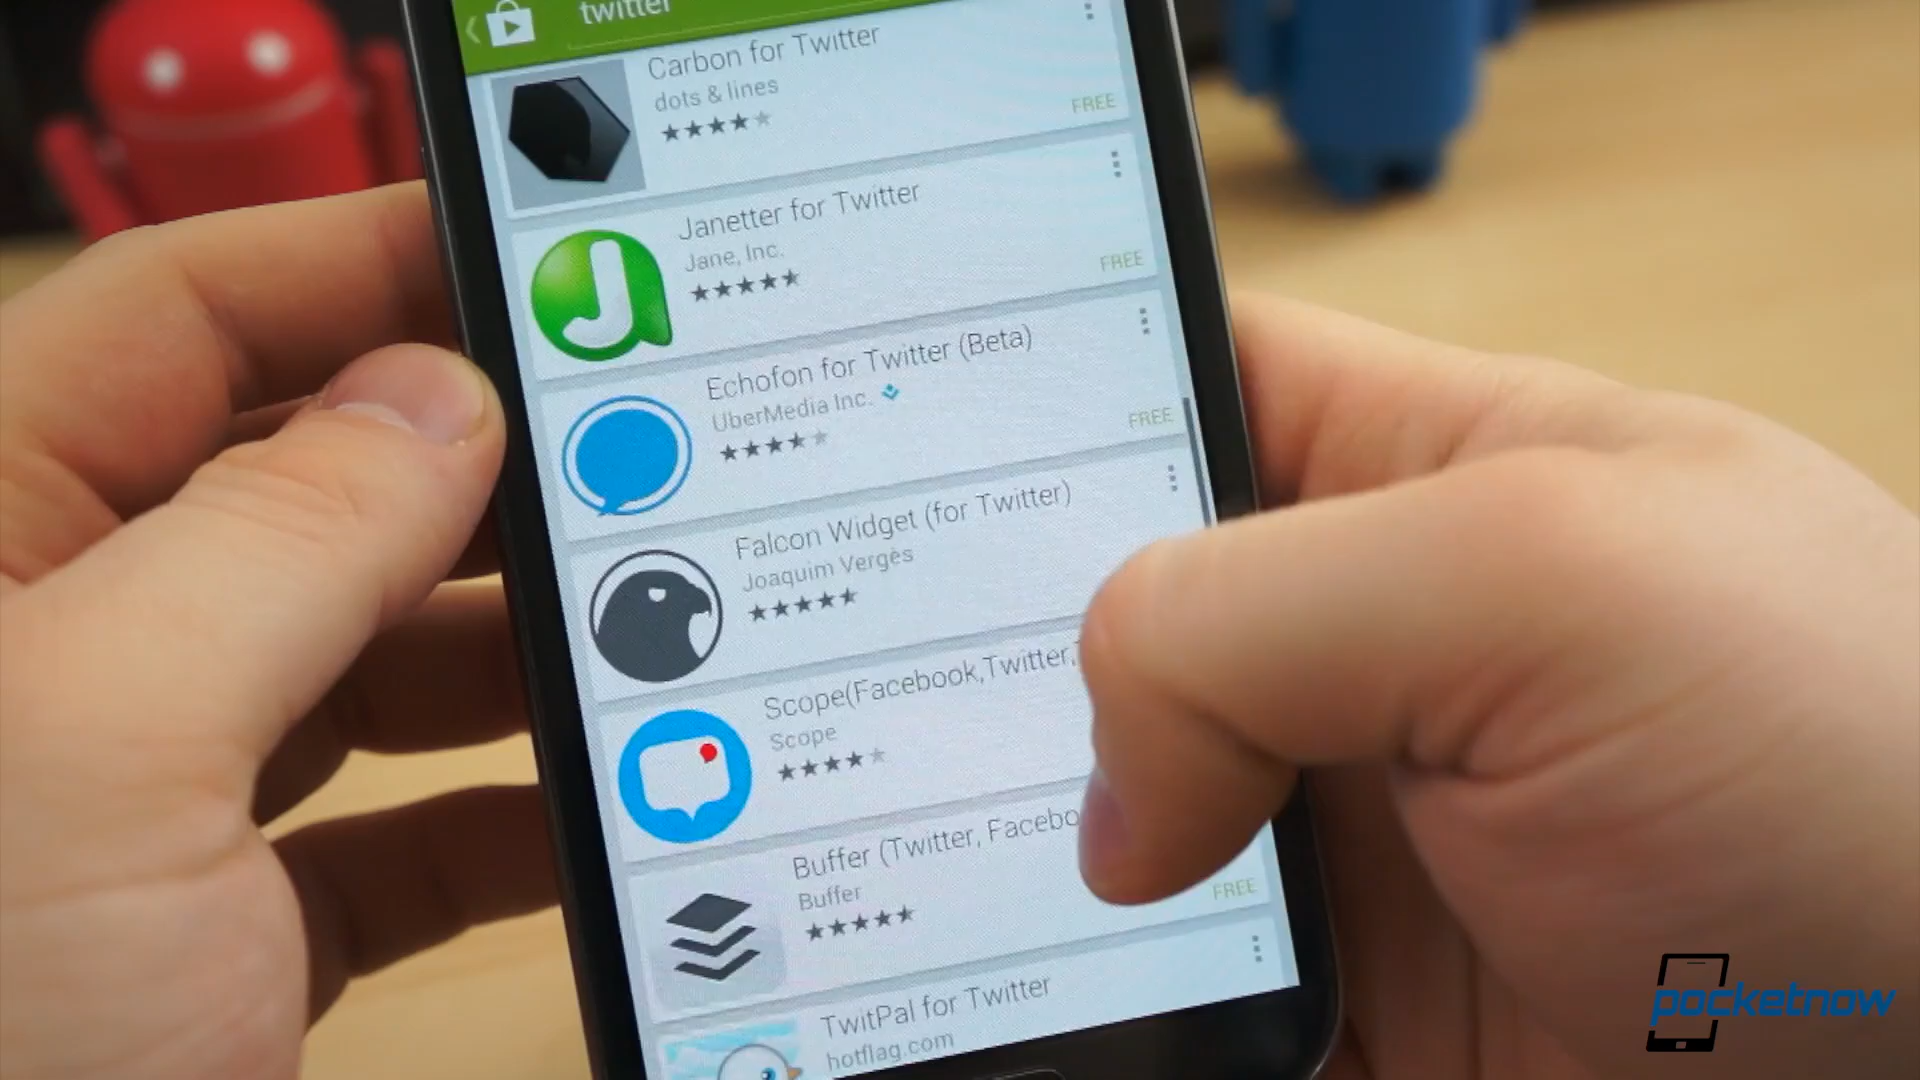 twitter
Carbon for Twitter
dots & lines
FREE
Janetter for Twitter
Jane, Inc.
FREE
Echofon for Twitter (Beta)
UberMedia Inc.
FREE
Falcon Widget (for Twitter)
Joaquim Vergès
Scope(Facebook,Twitter,
Scope
Buffer (Twitter, Facebo
Buffer
FREE
TwitPal for Twitter
hotflag.com
pocketnow